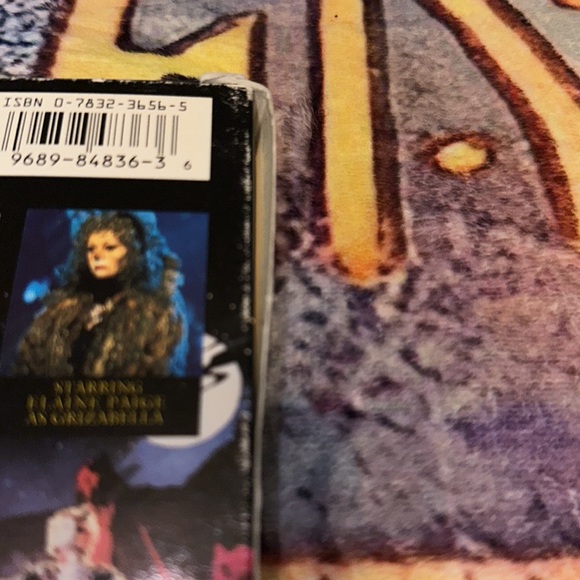 ISBN 0-7832-3656-5
9689-84836-3 6
STARRING
ELAINE PAIGE
AS GRIZABELLA